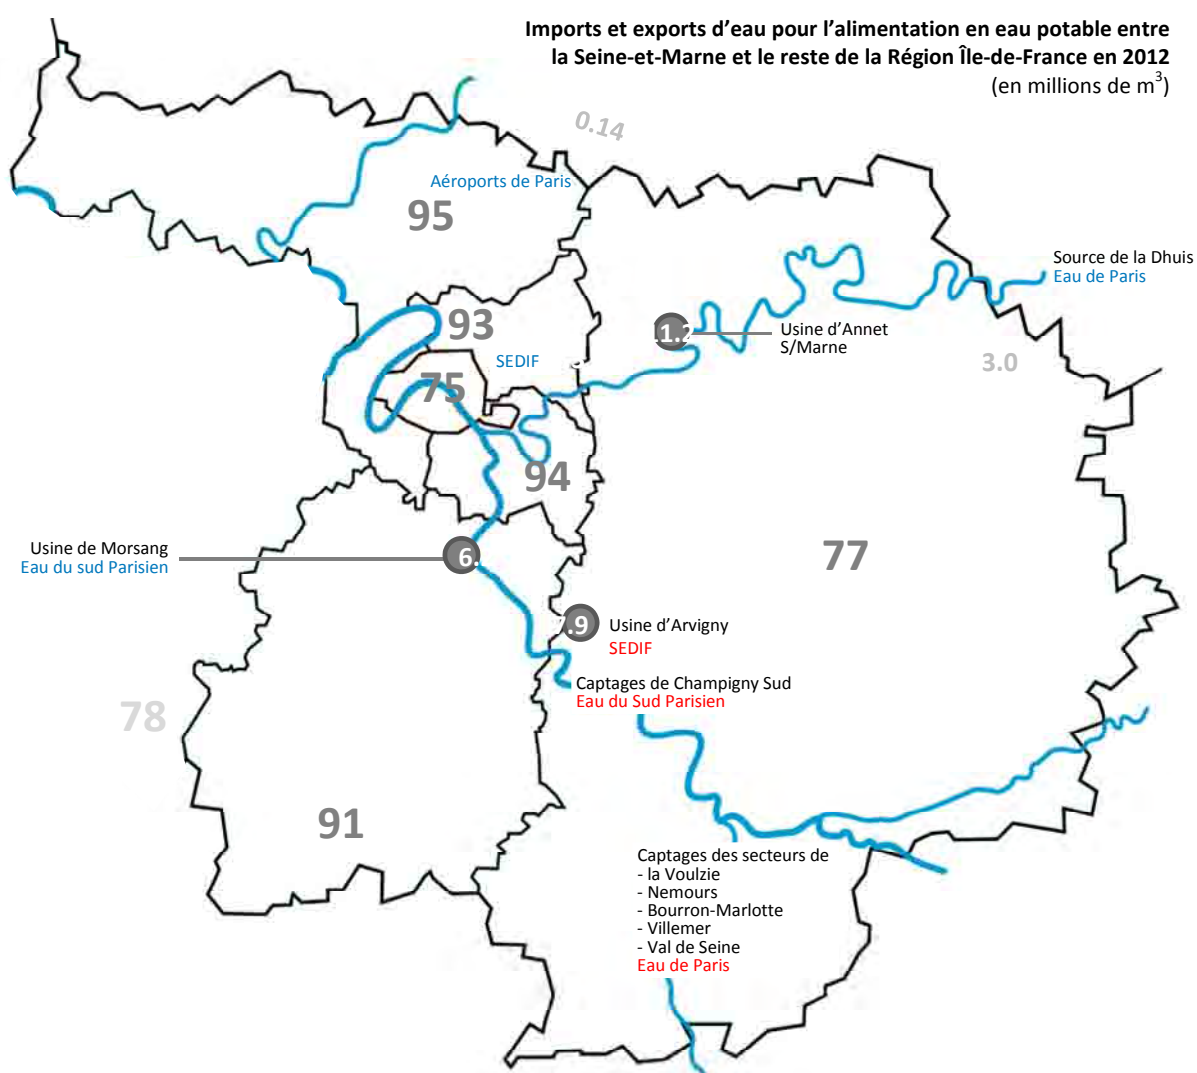 Imports et exports d’eau pour l’alimentation en eau potable entre
la Seine-et-Marne et le reste de la Région Île-de-France en 2012
(en millions de m³)
0.14
Aéroports de Paris
95
Source de la Dhuis
Eau de Paris
93
Usine d’Annet
S/Marne
SEDIF
3.0
75
94
Usine de Morsang
Eau du sud Parisien
6.
77
.9
Usine d’Arvigny
SEDIF
Captages de Champigny Sud
Eau du Sud Parisien
78
91
Captages des secteurs de
- la Voulzie
- Nemours
- Bourron-Marlotte
- Villemer
- Val de Seine
Eau de Paris